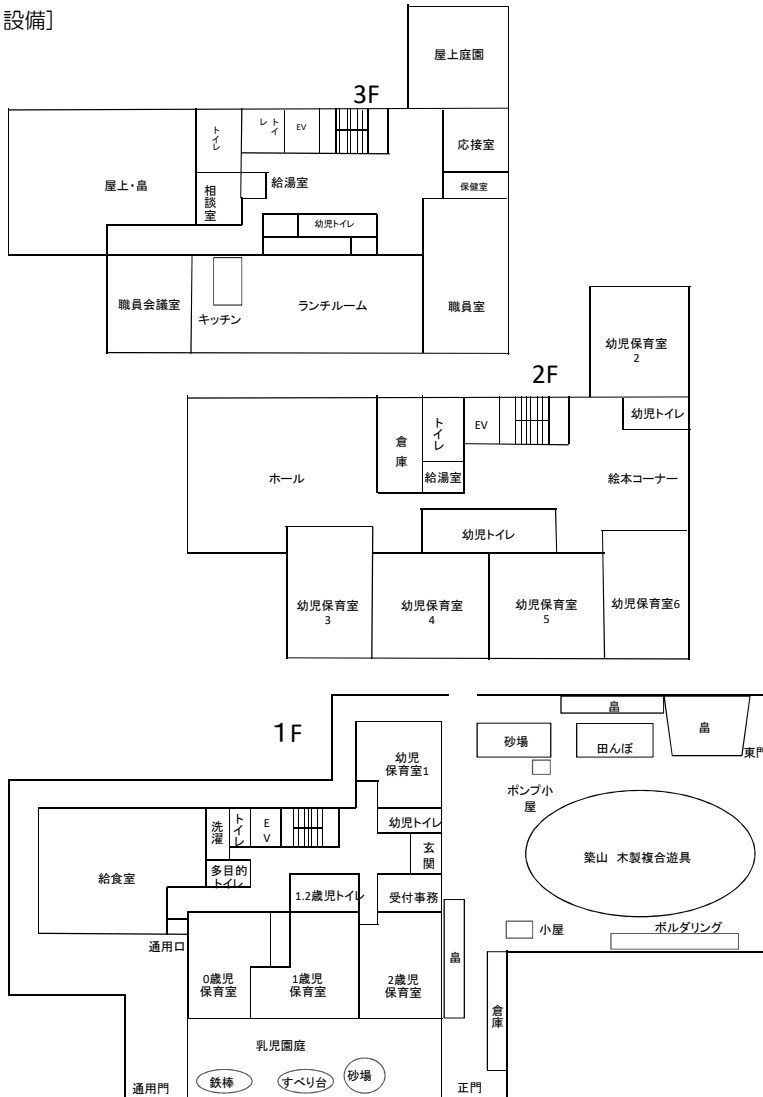 設備]
屋上庭園
3F
トイレ
トイレ
EV
応接室
屋上・畠
相談室
給湯室
保健室
幼児トイレ
職員会議室
キッチン
ランチルーム
職員室
幼児保育室
2
2F
幼児トイレ
倉庫
トイレ
EV
ホール
給湯室
絵本コーナー
幼児トイレ
幼児保育室
3
幼児保育室
4
幼児保育室
5
幼児保育室6
1F
幼児
保育室1
畠
畠
砂場
田んぼ
東門
ポンプ小
屋
洗濯
トイレ
EV
幼児トイレ
玄関
給食室
多目的
トイレ
築山 木製複合遊具
1.2歳児トイレ
受付事務
通用口
小屋
ボルダリング
畠
0歳児
保育室
1歳児
保育室
2歳児
保育室
倉庫
乳児園庭
通用門
鉄棒
すべり台
砂場
正門